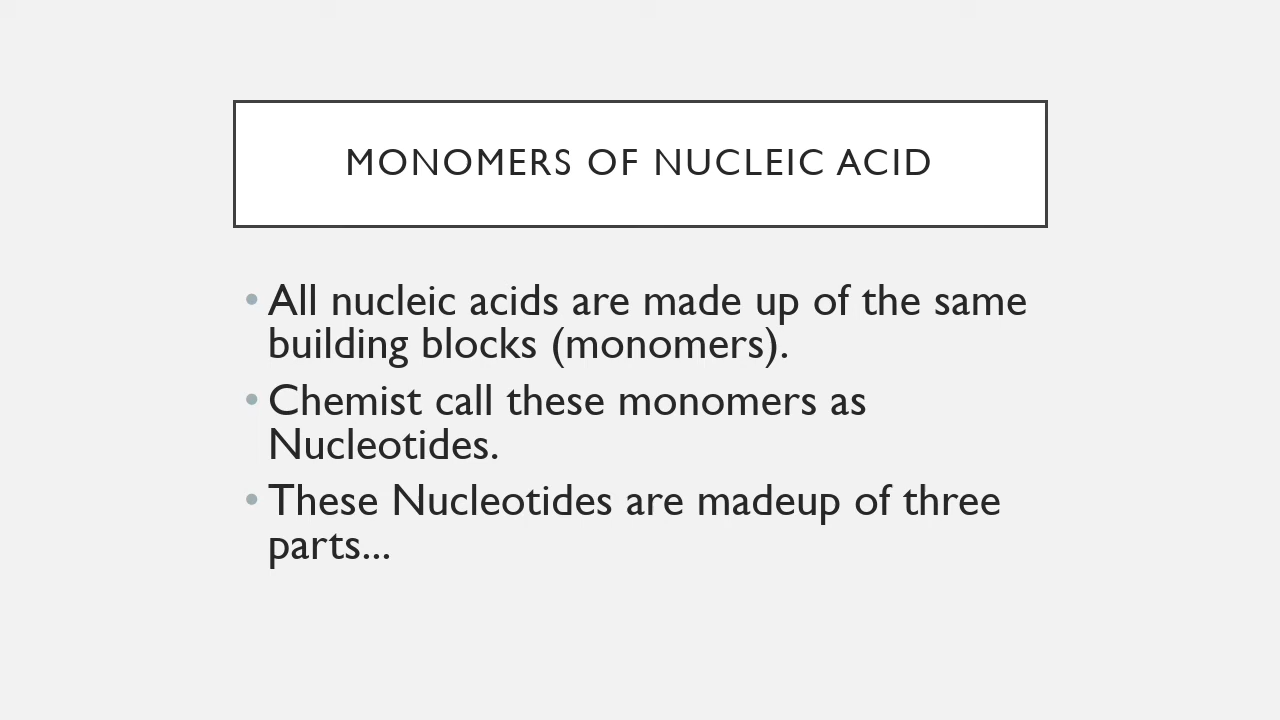 MONOMERS OF NUCLEIC ACID
• All nucleic acids are made up of the same
building blocks (monomers).
• Chemist call these monomers as
Nucleotides.
• These Nucleotides are madeup of three
parts...